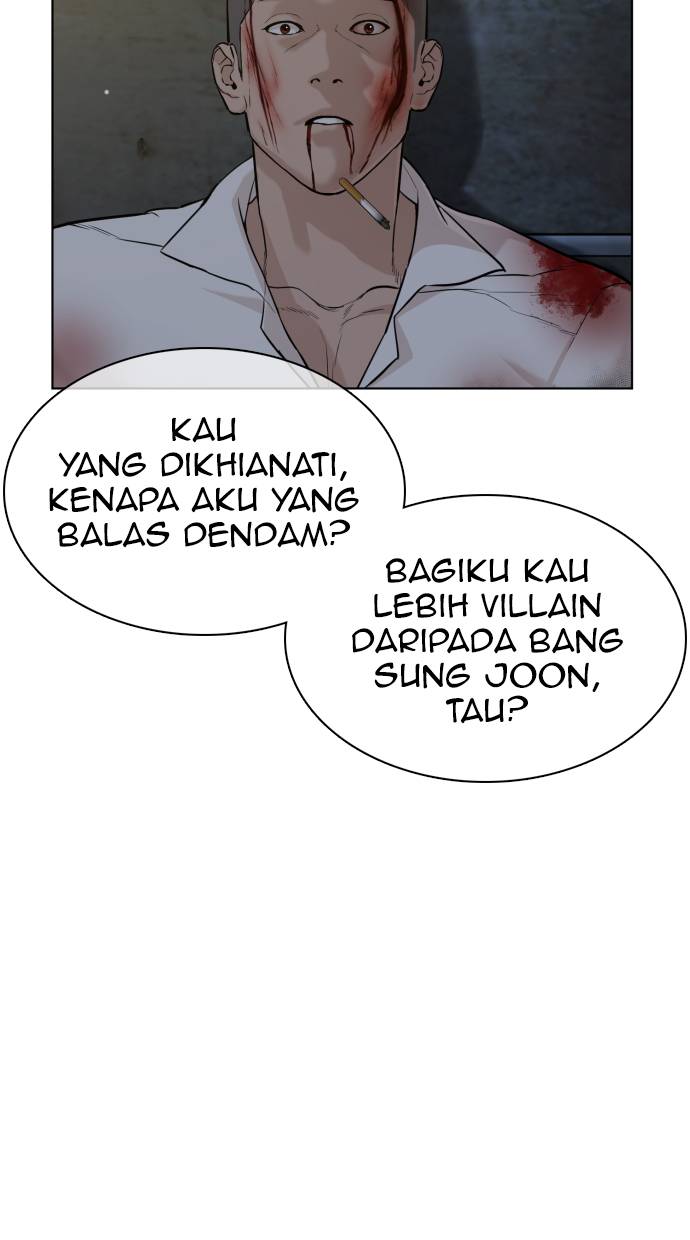 KAU
YANG DIKHIANATI,
KENAPA AKU YANG
BALAS DENDAM?
BAGIKU KAU
LEBIH VILLAIN
DARIPADA BANG
SUNG JOON,
TAU?